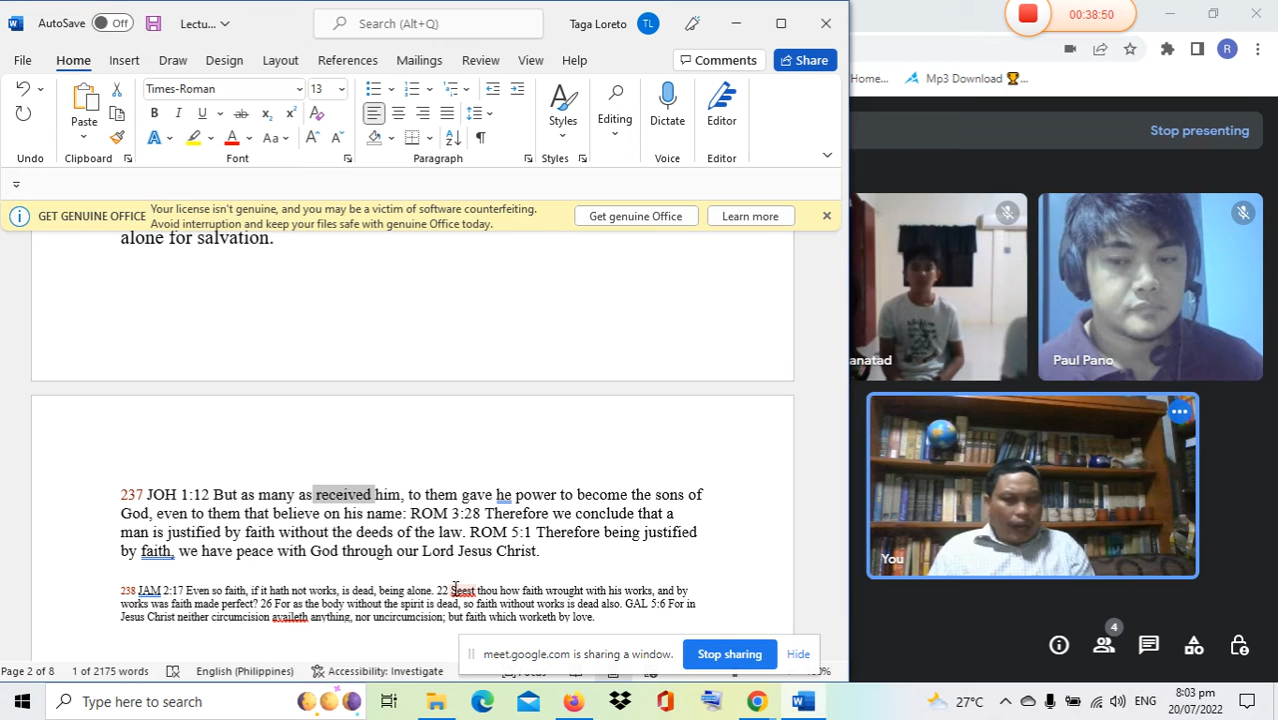 AutoSave Off Lectu... Search (Alt+Q) Taga Loreto TL
00:38:50
File Home Insert Draw Design Layout References Mailings Review View Help Comments Share
R
Home... Mp3 Download 🏆...
Times-Roman 13
Paste Styles Editing Dictate Editor
Undo Clipboard Font Paragraph Styles Voice Editor
Stop presenting
GET GENUINE OFFICE Your license isn't genuine, and you may be a victim of software counterfeiting.
Avoid interruption and keep your files safe with genuine Office today.
Get genuine Office Learn more
alone for salvation.
anatad Paul Pano
237 JOH 1:12 But as many as received him, to them gave he power to become the sons of
God, even to them that believe on his name: ROM 3:28 Therefore we conclude that a
man is justified by faith without the deeds of the law. ROM 5:1 Therefore being justified
by faith, we have peace with God through our Lord Jesus Christ.
You
238 JAM 2:17 Even so faith, if it hath not works, is dead, being alone. 22 Seest thou how faith wrought with his works, and by
works was faith made perfect? 26 For as the body without the spirit is dead, so faith without works is dead also. GAL 5:6 For in
Jesus Christ neither circumcision availeth anything, nor uncircumcision; but faith which worketh by love.
4
meet.google.com is sharing a window. Stop sharing Hide
Page 2 of 8 1 of 2175 words English (Philippines) Accessibility: Investigate
Type here to search 27°C ENG 8:03 pm
20/07/2022